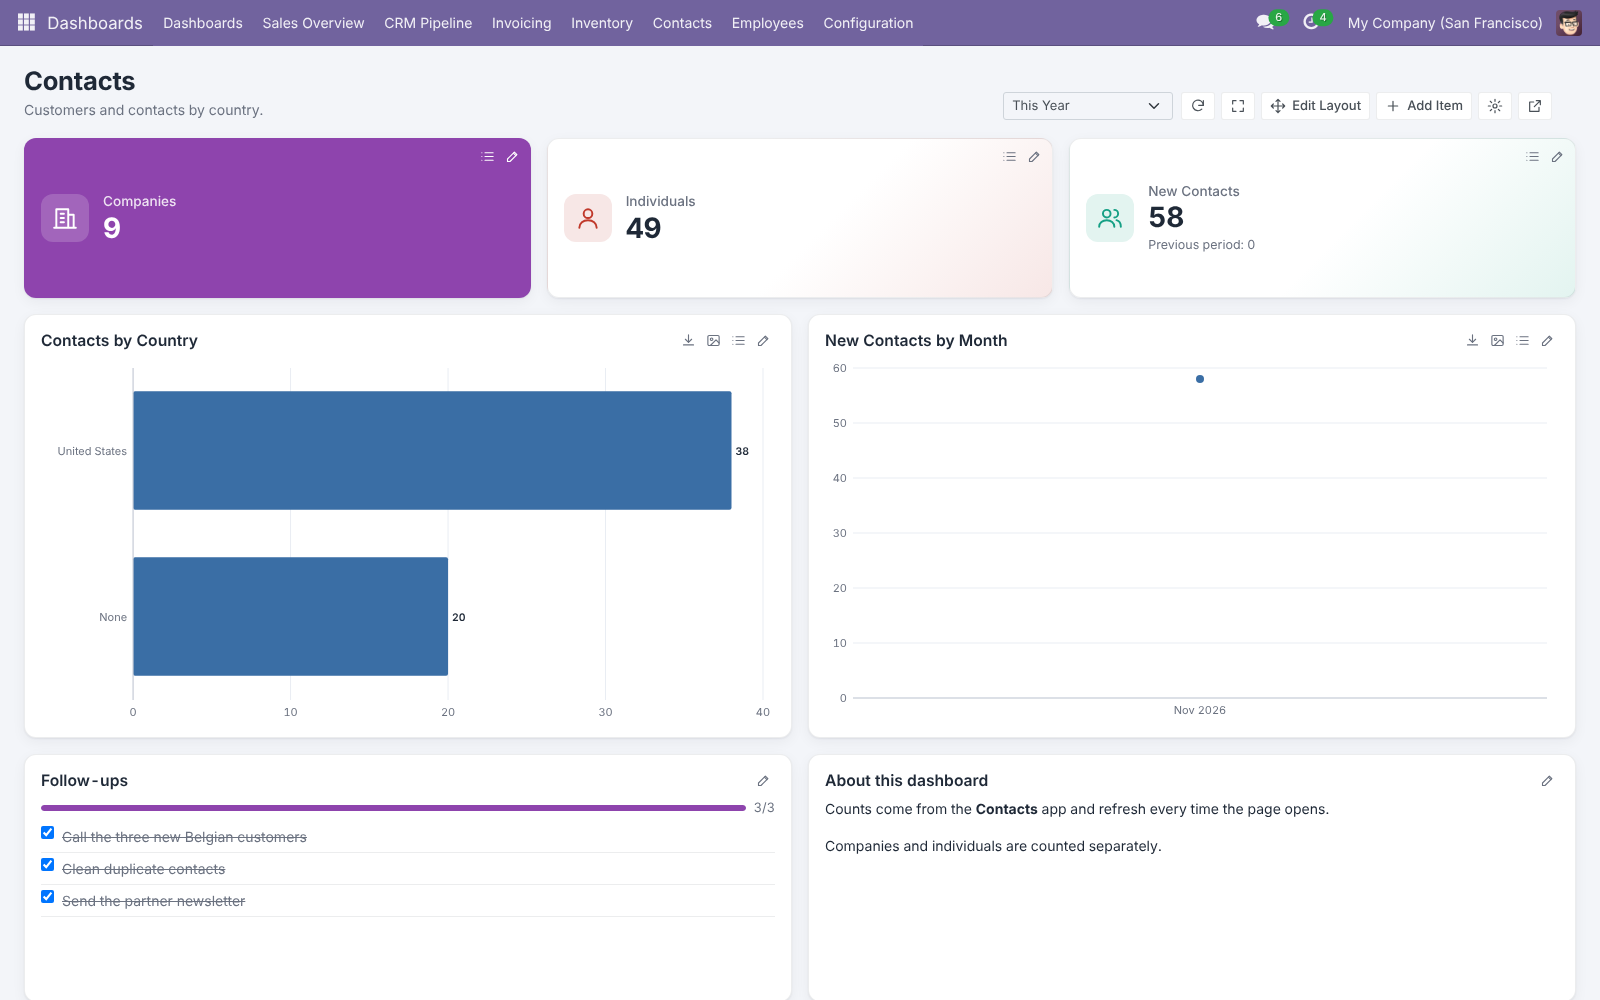 Dashboards Dashboards Sales Overview CRM Pipeline Invoicing Inventory Contacts Employees Configuration 6 4 My Company (San Francisco)
Contacts
Customers and contacts by country.
This Year Edit Layout Add Item
Companies
9
Individuals
49
New Contacts
58
Previous period: 0
Contacts by Country
United States
38
None
20
0 10 20 30 40
New Contacts by Month
60
50
40
30
20
10
0
Nov 2026
Follow-ups
3/3
Call the three new Belgian customers
Clean duplicate contacts
Send the partner newsletter
About this dashboard
Counts come from the Contacts app and refresh every time the page opens.
Companies and individuals are counted separately.